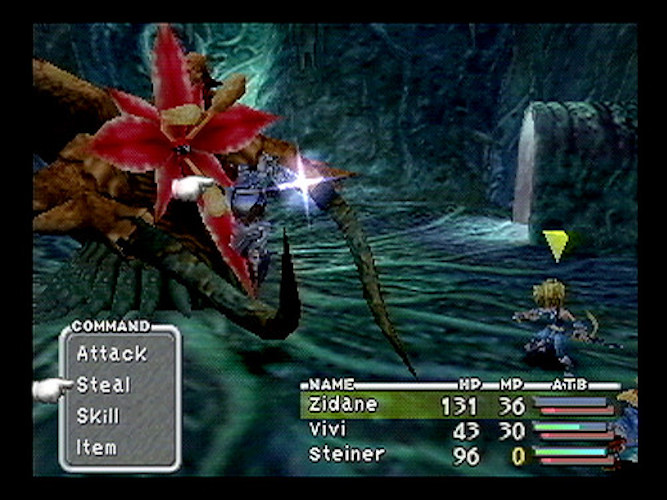 COMMAND
Attack
Steal
Skill
Item
NAME HP MP ATB
Zidane 131 36
Vivi 43 30
Steiner 96 0